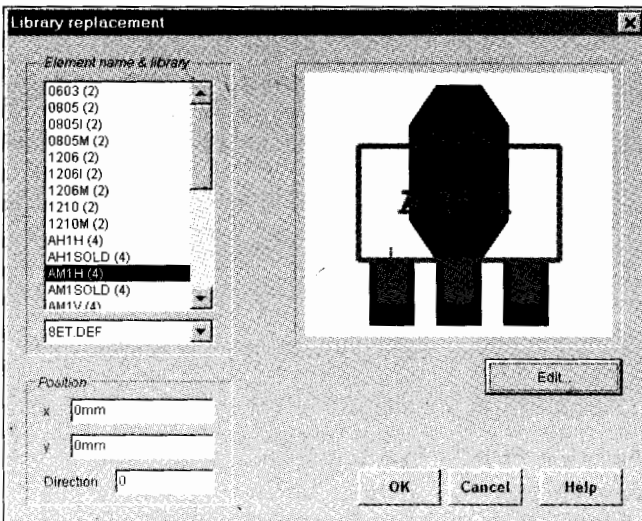 Library replacement
Element name & library
0603 (2)
0805 (2)
0805I (2)
0805M (2)
1206 (2)
1206I (2)
1206M (2)
1210 (2)
1210M (2)
AH1H (4)
AH1SOLD (4)
AM1H (4)
AM1SOLD (4)
AM1V (4)
Edit...
Position
x 0mm
y 0mm
Direction 0
OK Cancel Help